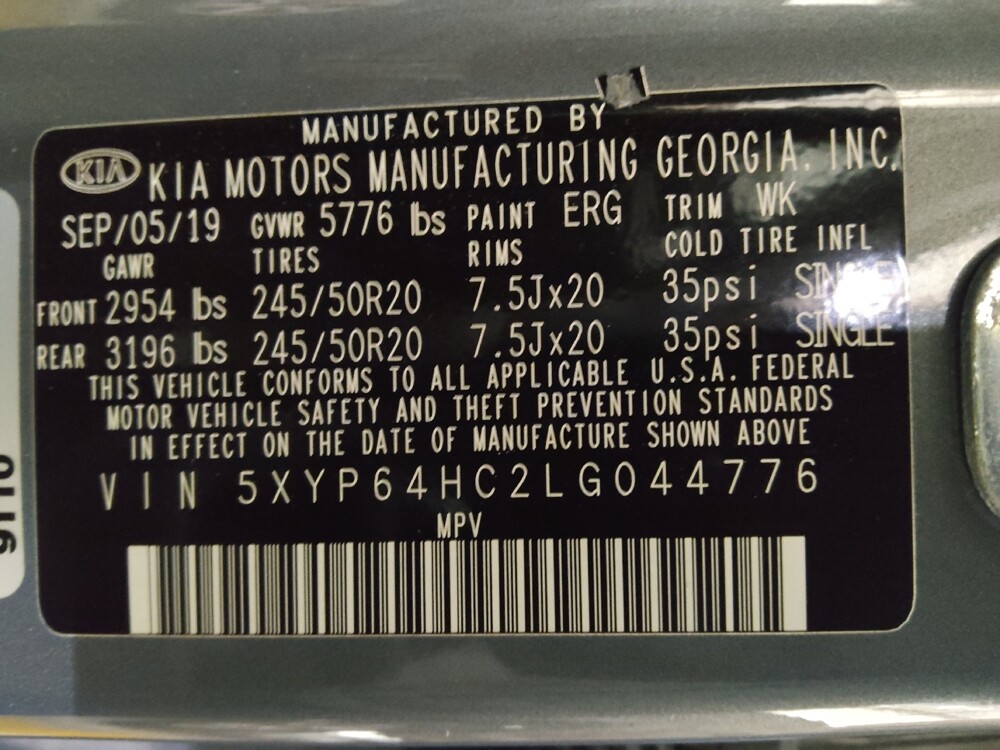 MANUFACTURED BY
KIA KIA MOTORS MANUFACTURING GEORGIA, INC.
SEP/05/19 GVWR 5776 lbs PAINT ERG TRIM WK
GAWR TIRES RIMS COLD TIRE INFL
FRONT 2954 lbs 245/50R20 7.5Jx20 35psi SINGLE
REAR 3196 lbs 245/50R20 7.5Jx20 35psi SINGLE
THIS VEHICLE CONFORMS TO ALL APPLICABLE U.S.A. FEDERAL
MOTOR VEHICLE SAFETY AND THEFT PREVENTION STANDARDS
IN EFFECT ON THE DATE OF MANUFACTURE SHOWN ABOVE
VIN 5XYP64HC2LG044776
MPV